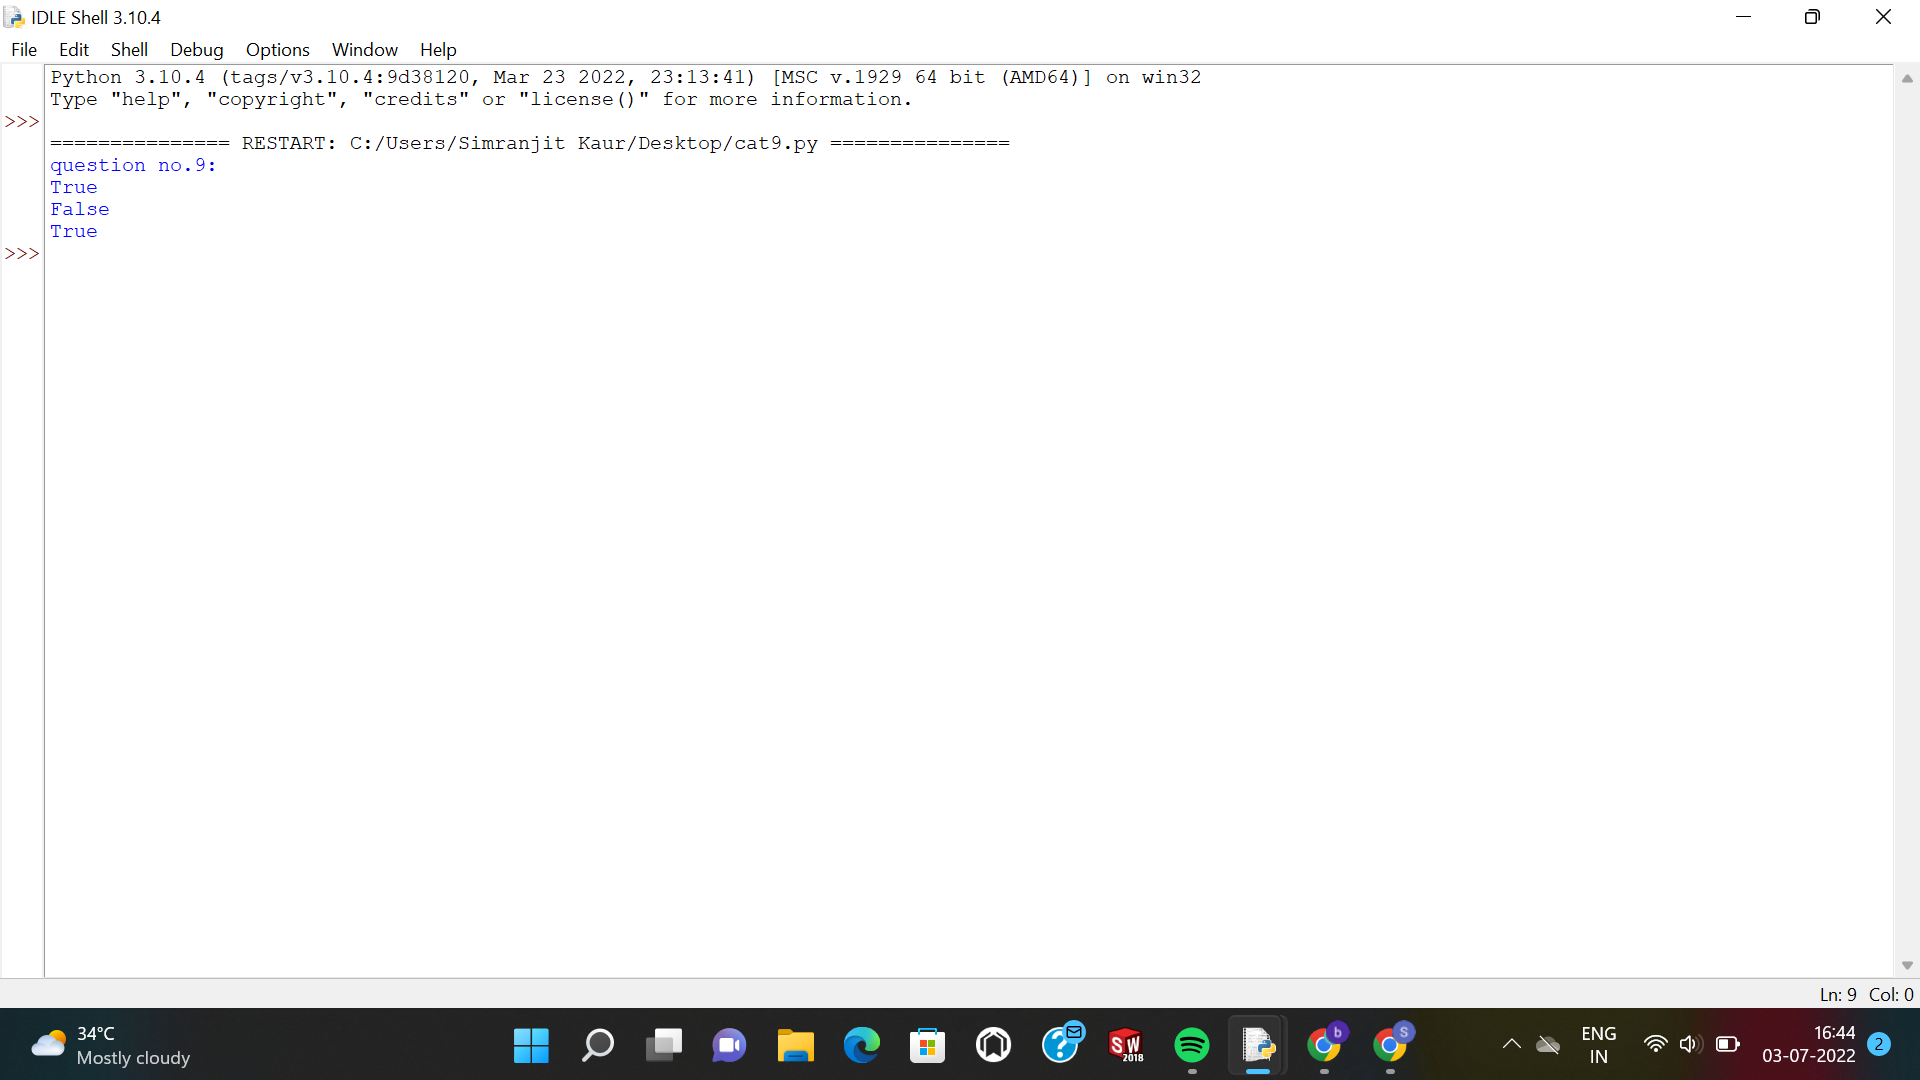 IDLE Shell 3.10.4
File Edit Shell Debug Options Window Help
Python 3.10.4 (tags/v3.10.4:9d38120, Mar 23 2022, 23:13:41) [MSC v.1929 64 bit (AMD64)] on win32
Type "help", "copyright", "credits" or "license()" for more information.
>>>
=============== RESTART: C:/Users/Simranjit Kaur/Desktop/cat9.py ===============
question no.9:
True
False
True
>>>
Ln: 9 Col: 0
34°C
Mostly cloudy
SW
2018
b
S
ENG
IN
16:44
03-07-2022
2